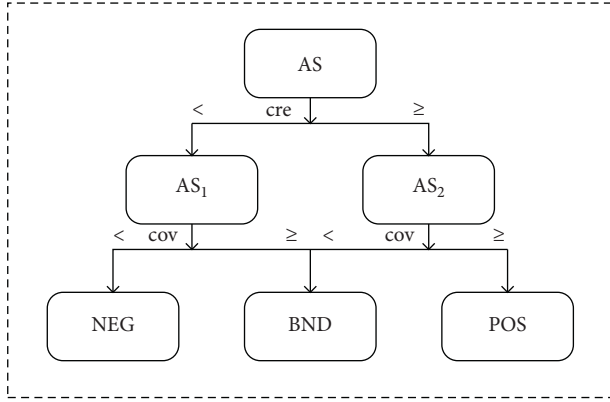 AS
< cre ≥
AS₁ AS₂
< cov ≥ < cov ≥
NEG BND POS